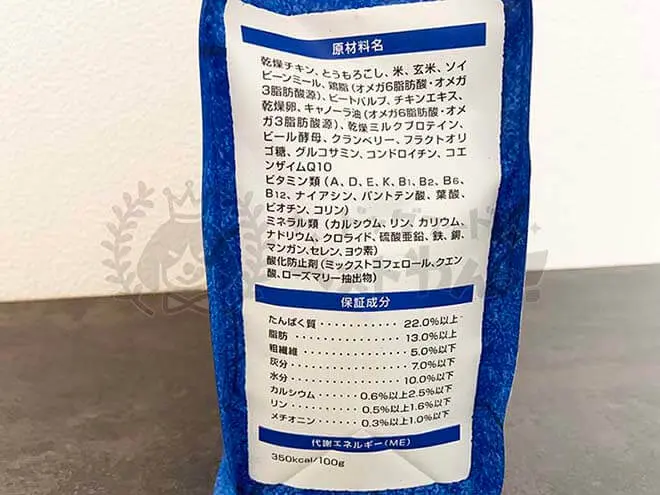 原材料名
乾燥チキン、とうもろこし、米、玄米、ソイ
ビーンミール、鶏脂(オメガ6脂肪酸・オメガ
3脂肪酸源)、ビートパルプ、チキンエキス、
乾燥卵、キャノーラ油(オメガ6脂肪酸・オメ
ガ3脂肪酸源)、乾燥ミルクプロテイン、
ビール酵母、クランベリー、フラクトオリ
ゴ糖、グルコサミン、コンドロイチン、コエ
ンザイムQ10
ビタミン類(A、D、E、K、B1、B2、B6、
B12、ナイアシン、パントテン酸、葉酸、
ビオチン、コリン)
ミネラル類(カルシウム、リン、カリウム、
ナトリウム、クロライド、硫酸亜鉛、鉄、銅、
マンガン、セレン、ヨウ素)
酸化防止剤(ミックストコフェロール、クエン
酸、ローズマリー抽出物)
保証成分
たんぱく質・・・・・・・・・・・22.0%以上
脂肪・・・・・・・・・・・・・・・13.0%以上
粗繊維・・・・・・・・・・・・・・5.0%以下
灰分・・・・・・・・・・・・・・・7.0%以下
水分・・・・・・・・・・・・・・・10.0%以下
カルシウム・・・・・0.6%以上2.5%以下
リン・・・・・・・・・・0.5%以上1.6%以下
メチオニン・・・・・0.3%以上1.0%以下
代謝エネルギー(ME)
350kcal/100g